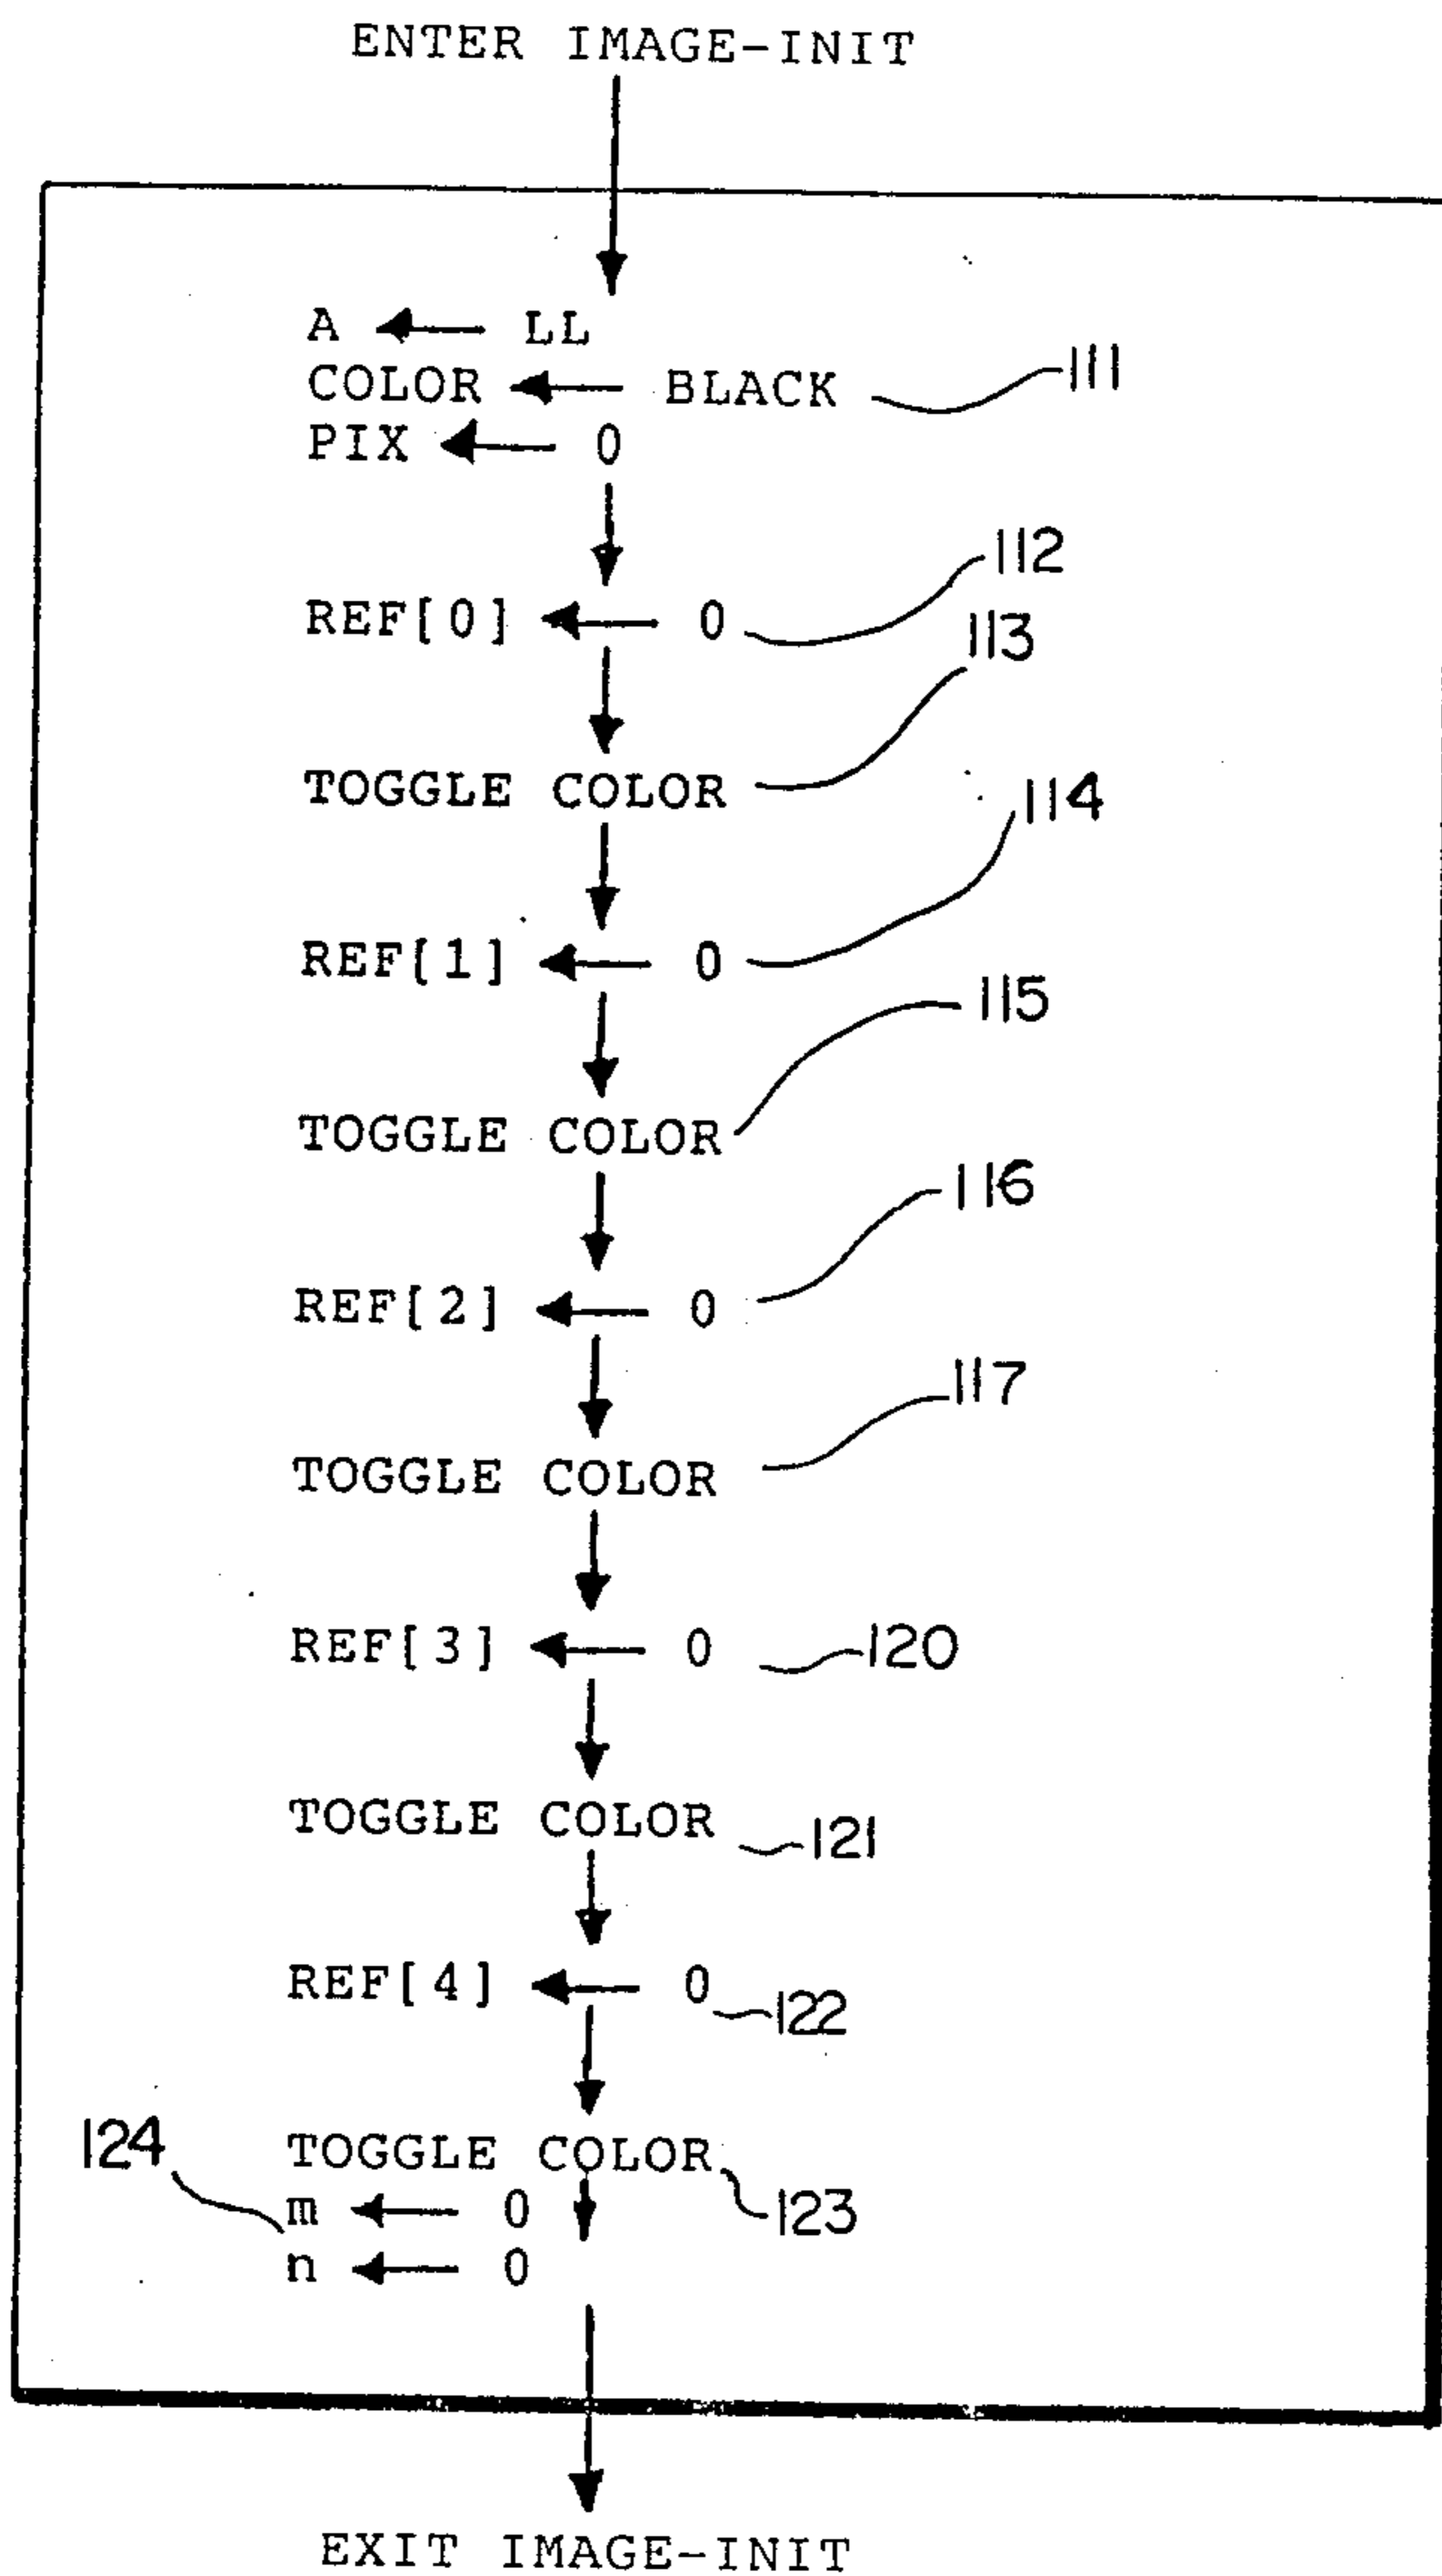 ENTER IMAGE-INIT
A ← LL
COLOR ← BLACK 111
PIX ← 0
REF[0] ← 0 112
TOGGLE COLOR 113
REF[1] ← 0 114
TOGGLE COLOR 115
REF[2] ← 0 116
TOGGLE COLOR 117
REF[3] ← 0 120
TOGGLE COLOR 121
REF[4] ← 0 122
124 TOGGLE COLOR 123
m ← 0
n ← 0
EXIT IMAGE-INIT